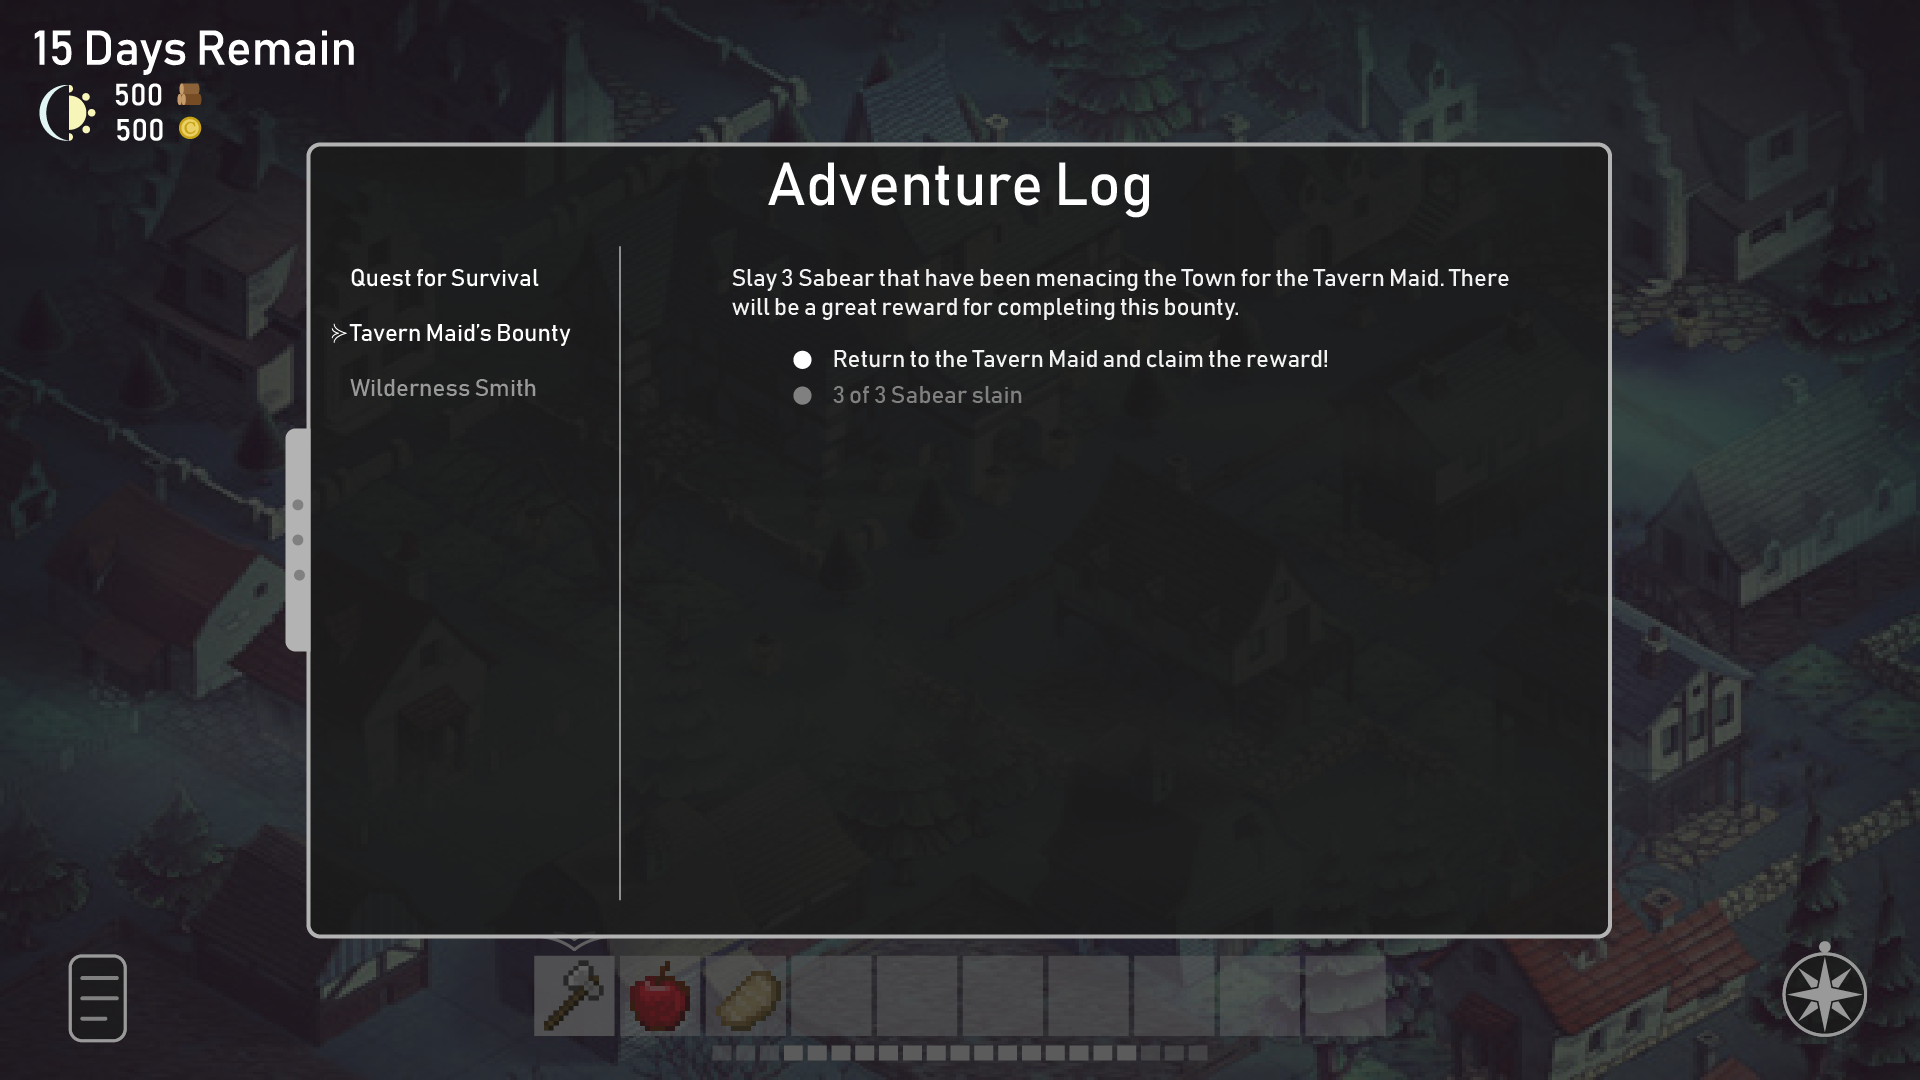 15 Days Remain
500
500
Adventure Log
Quest for Survival
Tavern Maid's Bounty
Wilderness Smith
Slay 3 Sabear that have been menacing the Town for the Tavern Maid. There
will be a great reward for completing this bounty.
Return to the Tavern Maid and claim the reward!
3 of 3 Sabear slain